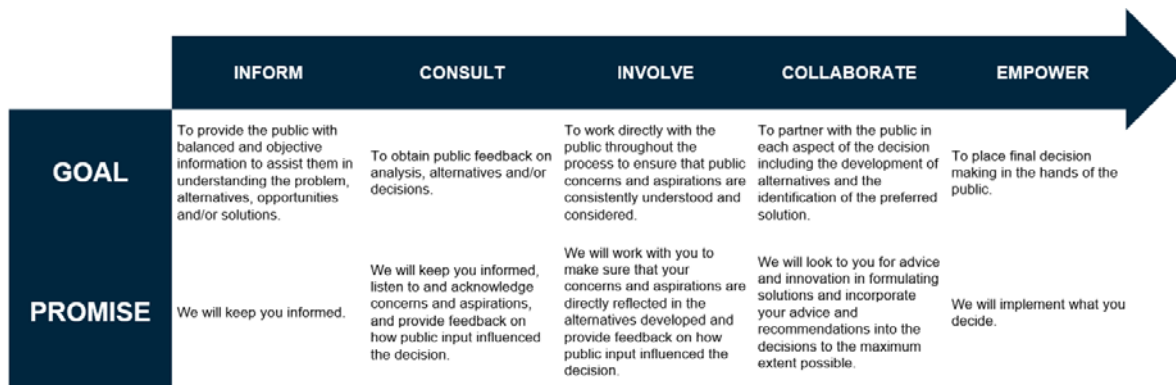 INFORM
CONSULT
INVOLVE
COLLABORATE
EMPOWER
GOAL
To provide the public with
balanced and objective
information to assist them in
understanding the problem,
alternatives, opportunities
and/or solutions.
To obtain public feedback on
analysis, alternatives and/or
decisions.
To work directly with the
public throughout the
process to ensure that public
concerns and aspirations are
consistently understood and
considered.
To partner with the public in
each aspect of the decision
including the development of
alternatives and the
identification of the preferred
solution.
To place final decision
making in the hands of the
public.
PROMISE
We will keep you informed.
We will keep you informed,
listen to and acknowledge
concerns and aspirations,
and provide feedback on
how public input influenced
the decision.
We will work with you to
make sure that your
concerns and aspirations are
directly reflected in the
alternatives developed and
provide feedback on how
public input influenced the
decision.
We will look to you for advice
and innovation in formulating
solutions and incorporate
your advice and
recommendations into the
decisions to the maximum
extent possible.
We will implement what you
decide.